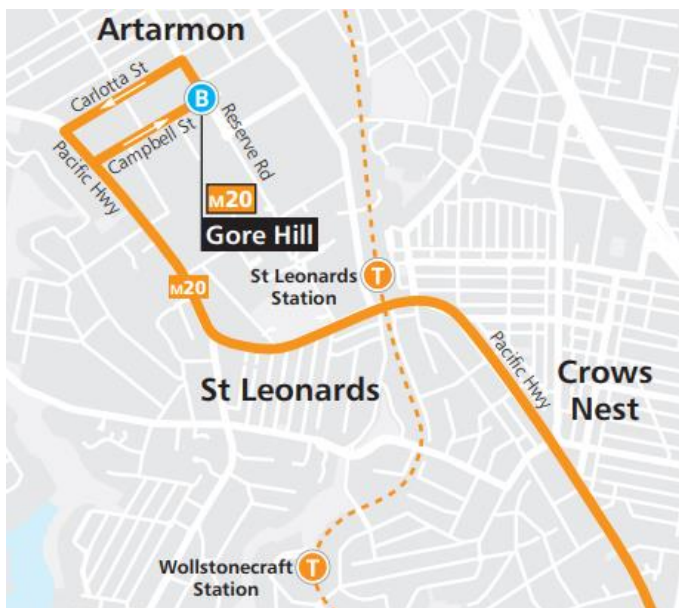 Artarmon
Carlotta St
B
Campbell St
Reserve Rd
Pacific Hwy
M20
Gore Hill
M20
St Leonards
Station
T
Pacific Hwy
St Leonards
Crows
Nest
Wollstonecraft
Station
T